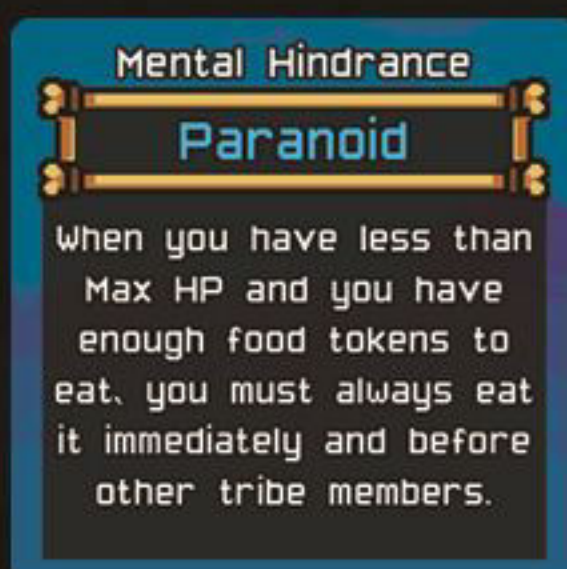 Mental Hindrance
Paranoid
When you have less than
Max HP and you have
enough food tokens to
eat, you must always eat
it immediately and before
other tribe members.